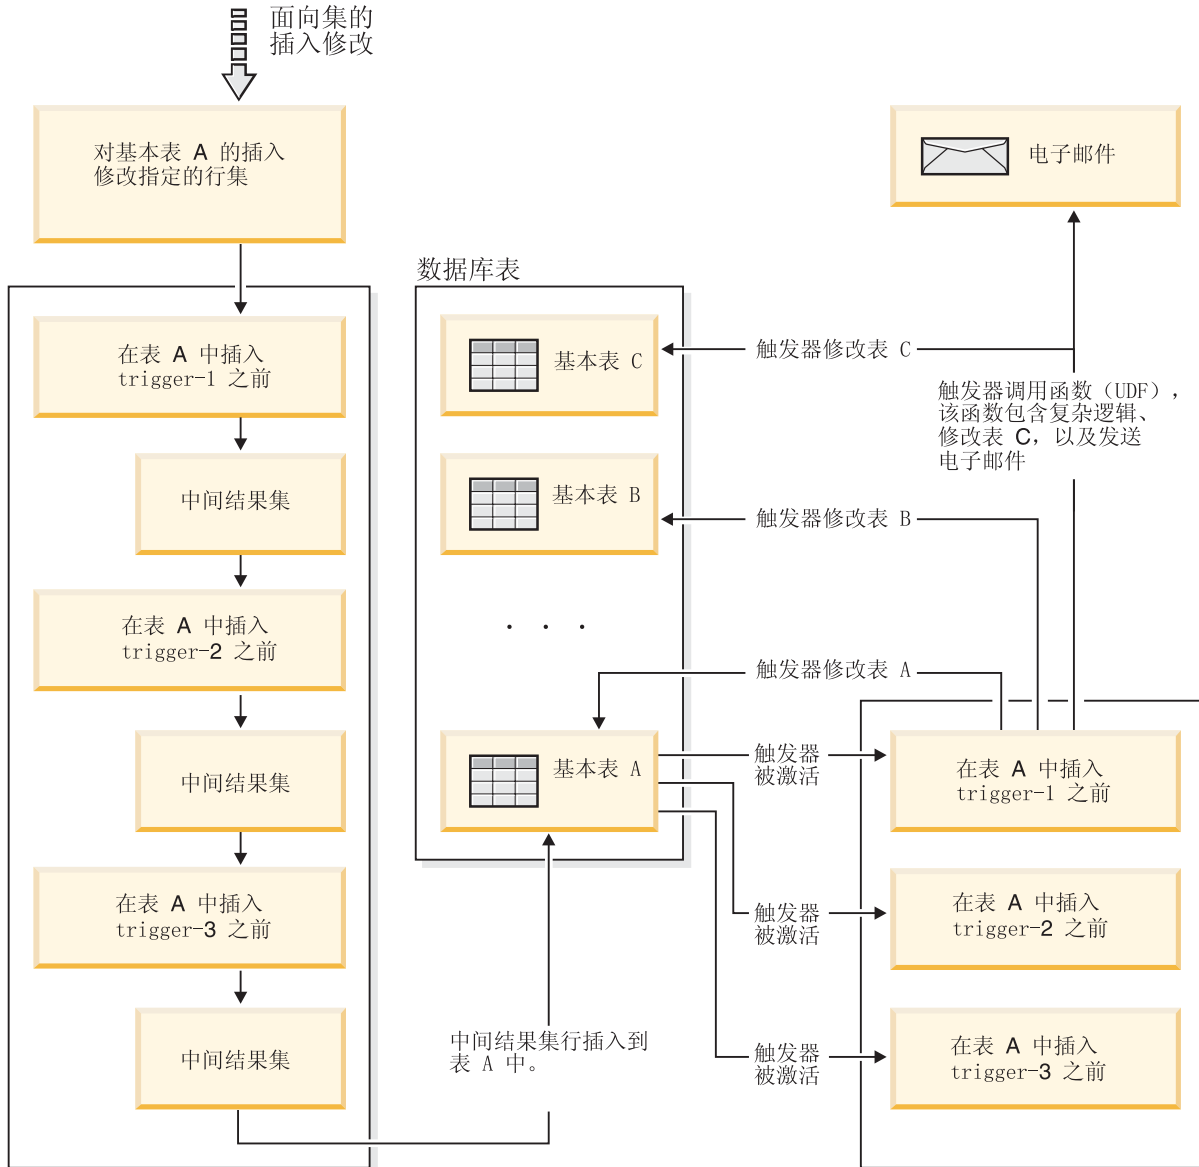 面向集的
插入修改
对基本表 A 的插入
修改指定的行集
在表 A 中插入
trigger-1 之前
中间结果集
在表 A 中插入
trigger-2 之前
中间结果集
在表 A 中插入
trigger-3 之前
中间结果集
数据库表
基本表 C
基本表 B
. . .
基本表 A
中间结果集行插入到
表 A 中。
电子邮件
触发器修改表 C
触发器调用函数（UDF），
该函数包含复杂逻辑、
修改表 C，以及发送
电子邮件
触发器修改表 B
触发器修改表 A
触发器
被激活
在表 A 中插入
trigger-1 之前
触发器
被激活
在表 A 中插入
trigger-2 之前
触发器
被激活
在表 A 中插入
trigger-3 之前